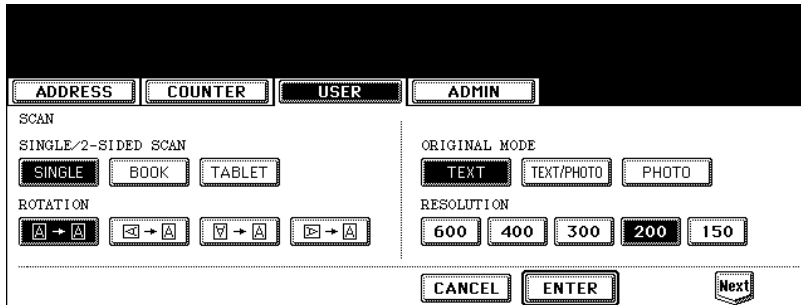 ADDRESS COUNTER USER ADMIN
SCAN
SINGLE/2-SIDED SCAN
SINGLE BOOK TABLET
ROTATION
A → A A → A A → A A → A
ORIGINAL MODE
TEXT TEXT/PHOTO PHOTO
RESOLUTION
600 400 300 200 150
CANCEL ENTER Next